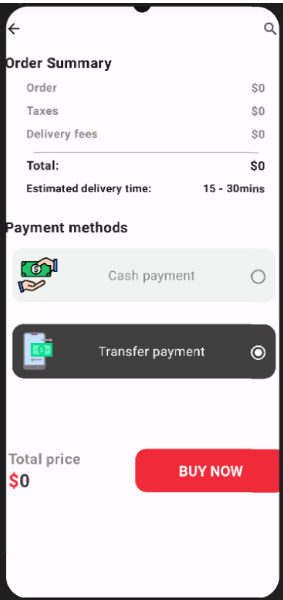 Order Summary
Order $0
Taxes $0
Delivery fees $0
Total: $0
Estimated delivery time: 15 - 30mins
Payment methods
Cash payment
Transfer payment
Total price
$0
BUY NOW